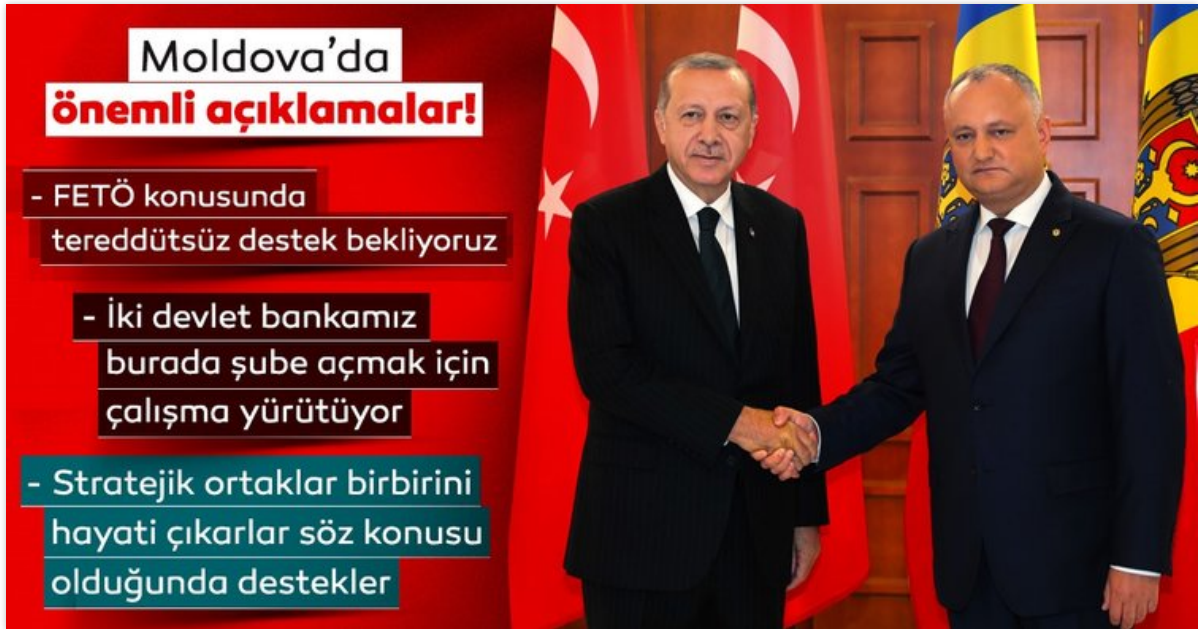 Moldova'da
önemli açıklamalar!
- FETÖ konusunda
tereddütsüz destek bekliyoruz
- İki devlet bankamız
burada şube açmak için
çalışma yürütüyor
- Stratejik ortaklar birbirini
hayati çıkarlar söz konusu
olduğunda destekler